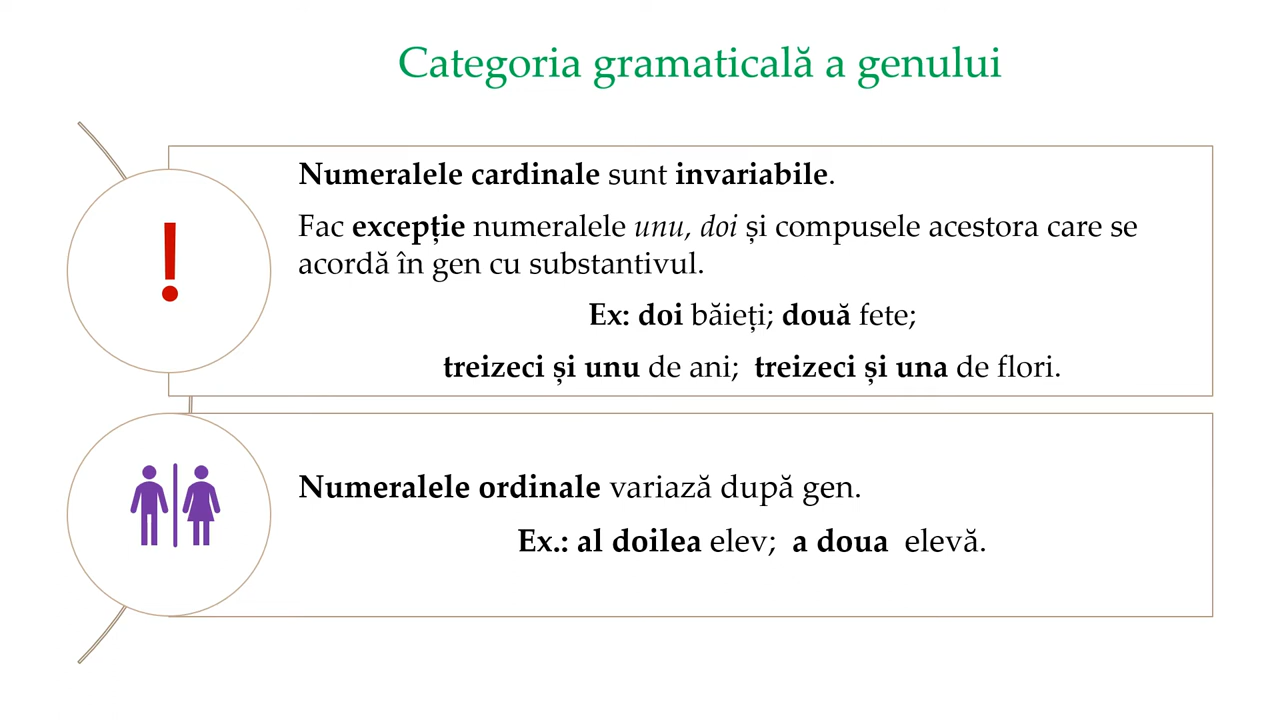 Categoria gramaticală a genului
Numeralele cardinale sunt invariabile.
Fac excepție numeralele unu, doi și compusele acestora care se
acordă în gen cu substantivul.
Ex: doi băieți; două fete;
treizeci și unu de ani; treizeci și una de flori.
Numeralele ordinale variază după gen.
Ex.: al doilea elev; a doua elevă.